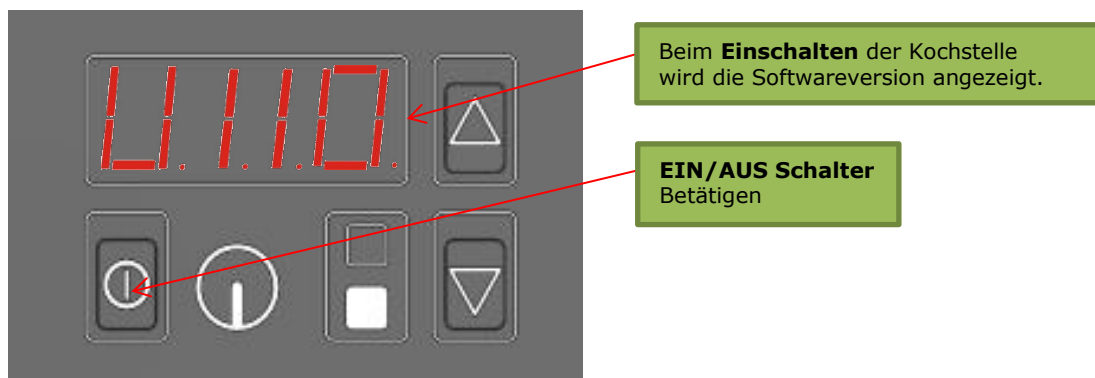 U.1.1.0.
Beim Einschalten der Kochstelle
wird die Softwareversion angezeigt.
EIN/AUS Schalter
Betätigen